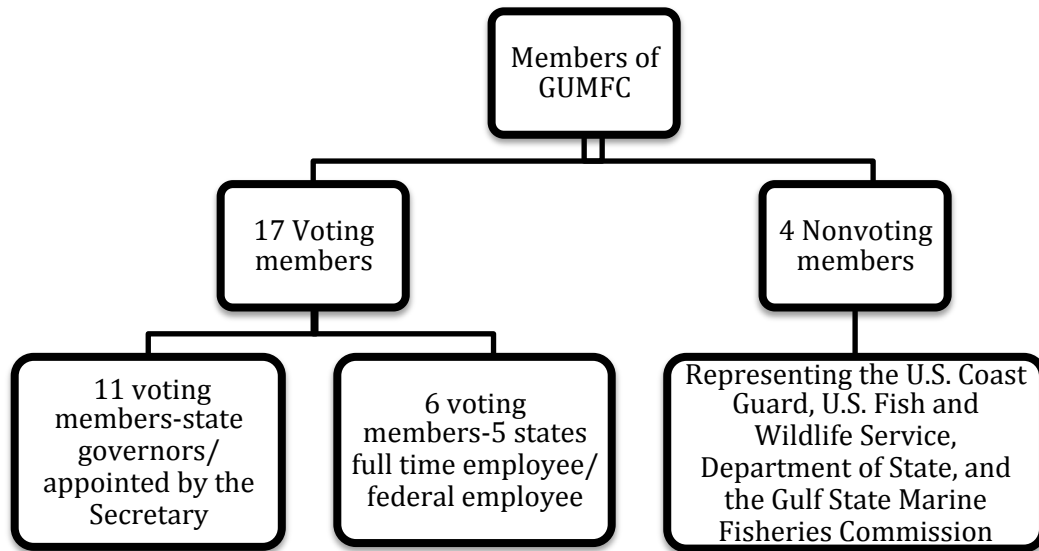 Members of
GUMFC
17 Voting
members
4 Nonvoting
members
11 voting
members-state
governors/
appointed by the
Secretary
6 voting
members-5 states
full time employee/
federal employee
Representing the U.S. Coast
Guard, U.S. Fish and
Wildlife Service,
Department of State, and
the Gulf State Marine
Fisheries Commission